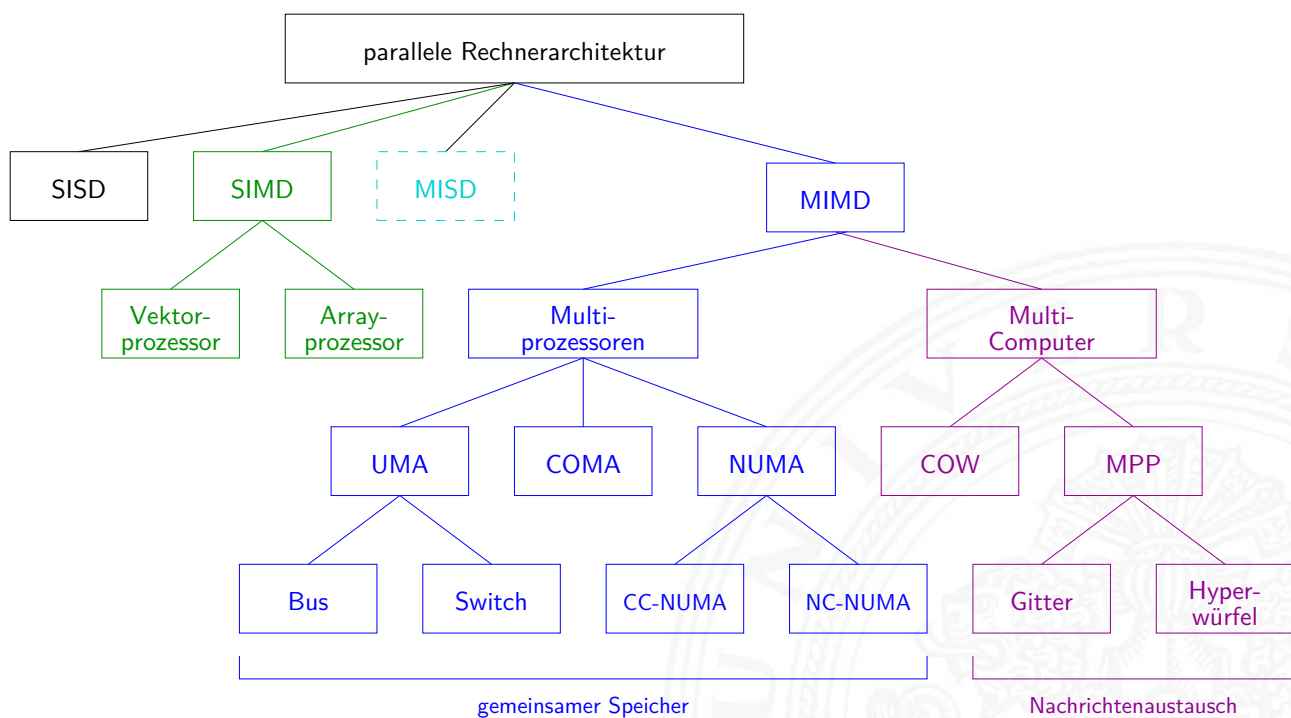 parallele Rechnerarchitektur
SISD
SIMD
MISD
MIMD
Vektor-
prozessor
Array-
prozessor
Multi-
prozessoren
Multi-
Computer
UMA
COMA
NUMA
COW
MPP
Bus
Switch
CC-NUMA
NC-NUMA
Gitter
Hyper-
würfel
gemeinsamer Speicher
Nachrichtenaustausch
U N I V E R